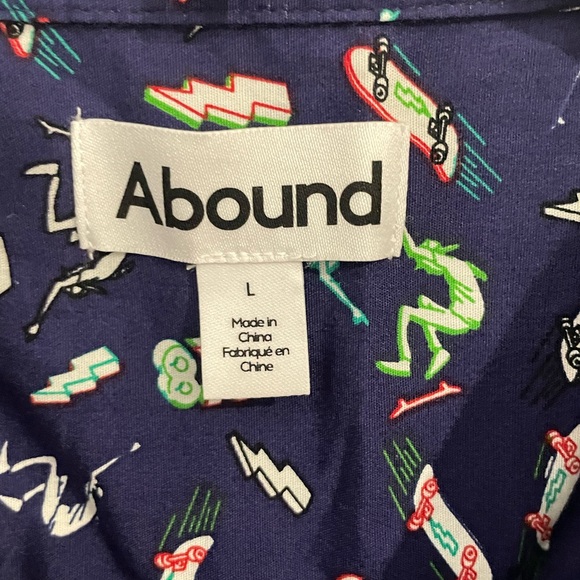 Abound
L
Made in
China
Fabriqué en
Chine